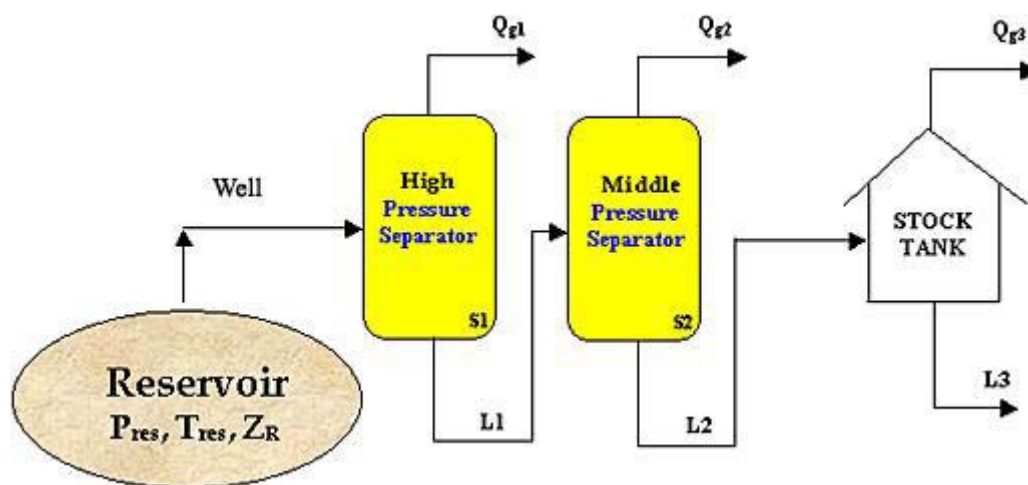 Qg1
Qg2
Qg3
Well
High
Pressure
Separator
S1
Middle
Pressure
Separator
S2
STOCK
TANK
Reservoir
Pres, Tres, ZR
L1
L2
L3